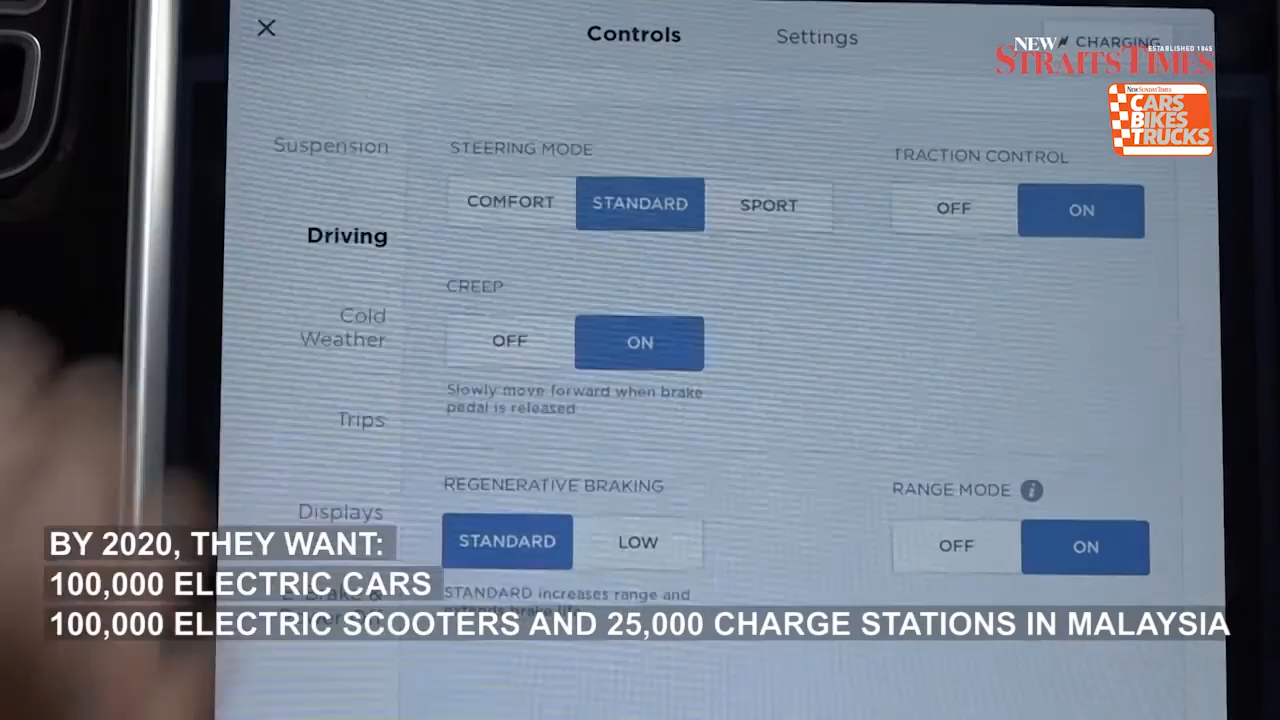 Controls
Settings
CHARGING
NEW
ESTABLISHED 1845
STRAITS TIMES
NEW SUNDAY TIMES
CARS
BIKES
TRUCKS
Suspension
Driving
Cold
Weather
Trips
Displays
STEERING MODE
COMFORT
STANDARD
SPORT
TRACTION CONTROL
OFF
ON
CREEP
OFF
ON
Slowly move forward when brake
pedal is released
REGENERATIVE BRAKING
STANDARD
LOW
STANDARD increases range and
RANGE MODE
OFF
ON
BY 2020, THEY WANT:
100,000 ELECTRIC CARS
100,000 ELECTRIC SCOOTERS AND 25,000 CHARGE STATIONS IN MALAYSIA